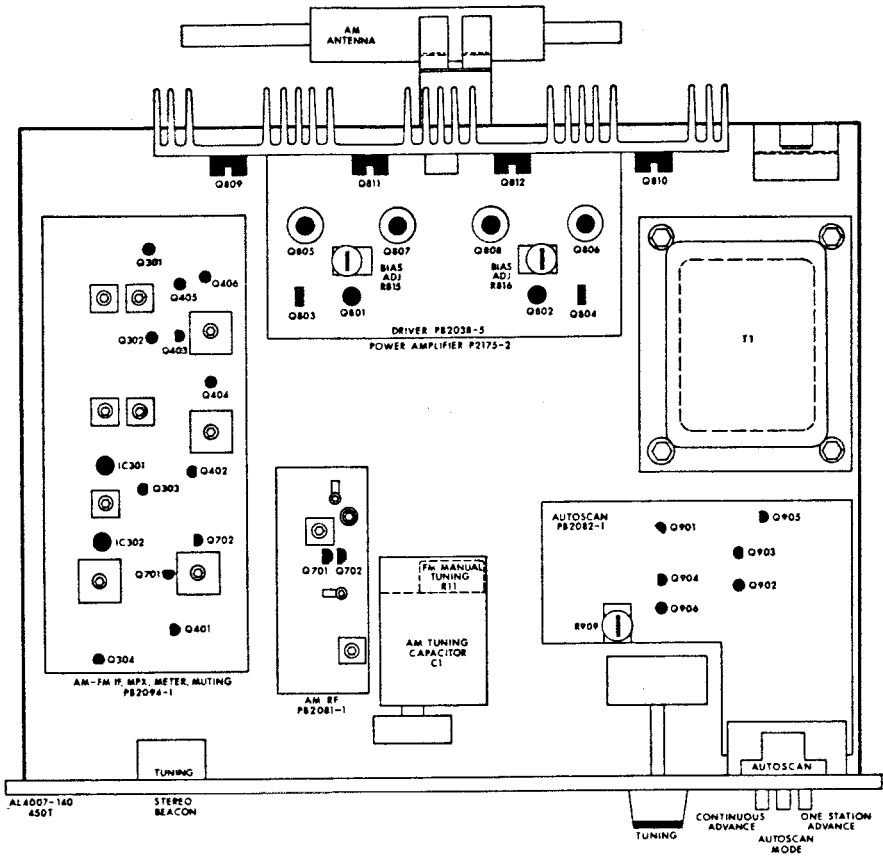 AM
ANTENNA
Q809
Q811
Q812
Q810
Q805
Q807
Q808
Q806
BIAS
ADJ
R815
BIAS
ADJ
R816
Q803
Q801
Q802
Q804
DRIVER PB2038-5
POWER AMPLIFIER P2175-2
T1
Q301
Q405
Q406
Q302
Q403
Q404
IC301
Q402
Q303
IC302
Q702
Q701
Q401
Q304
AM-FM IF, MPX, METER, MUTING
PB2094-1
Q701
Q702
AM RF
PB2081-1
FM MANUAL
TUNING
R11
AM TUNING
CAPACITOR
C1
AUTOSCAN
PB2082-1
Q901
Q905
Q903
Q904
Q902
Q906
R909
TUNING
AUTOSCAN
AL4007-140
450T
STEREO
BEACON
TUNING
CONTINUOUS
ADVANCE
ONE STATION
ADVANCE
AUTOSCAN
MODE